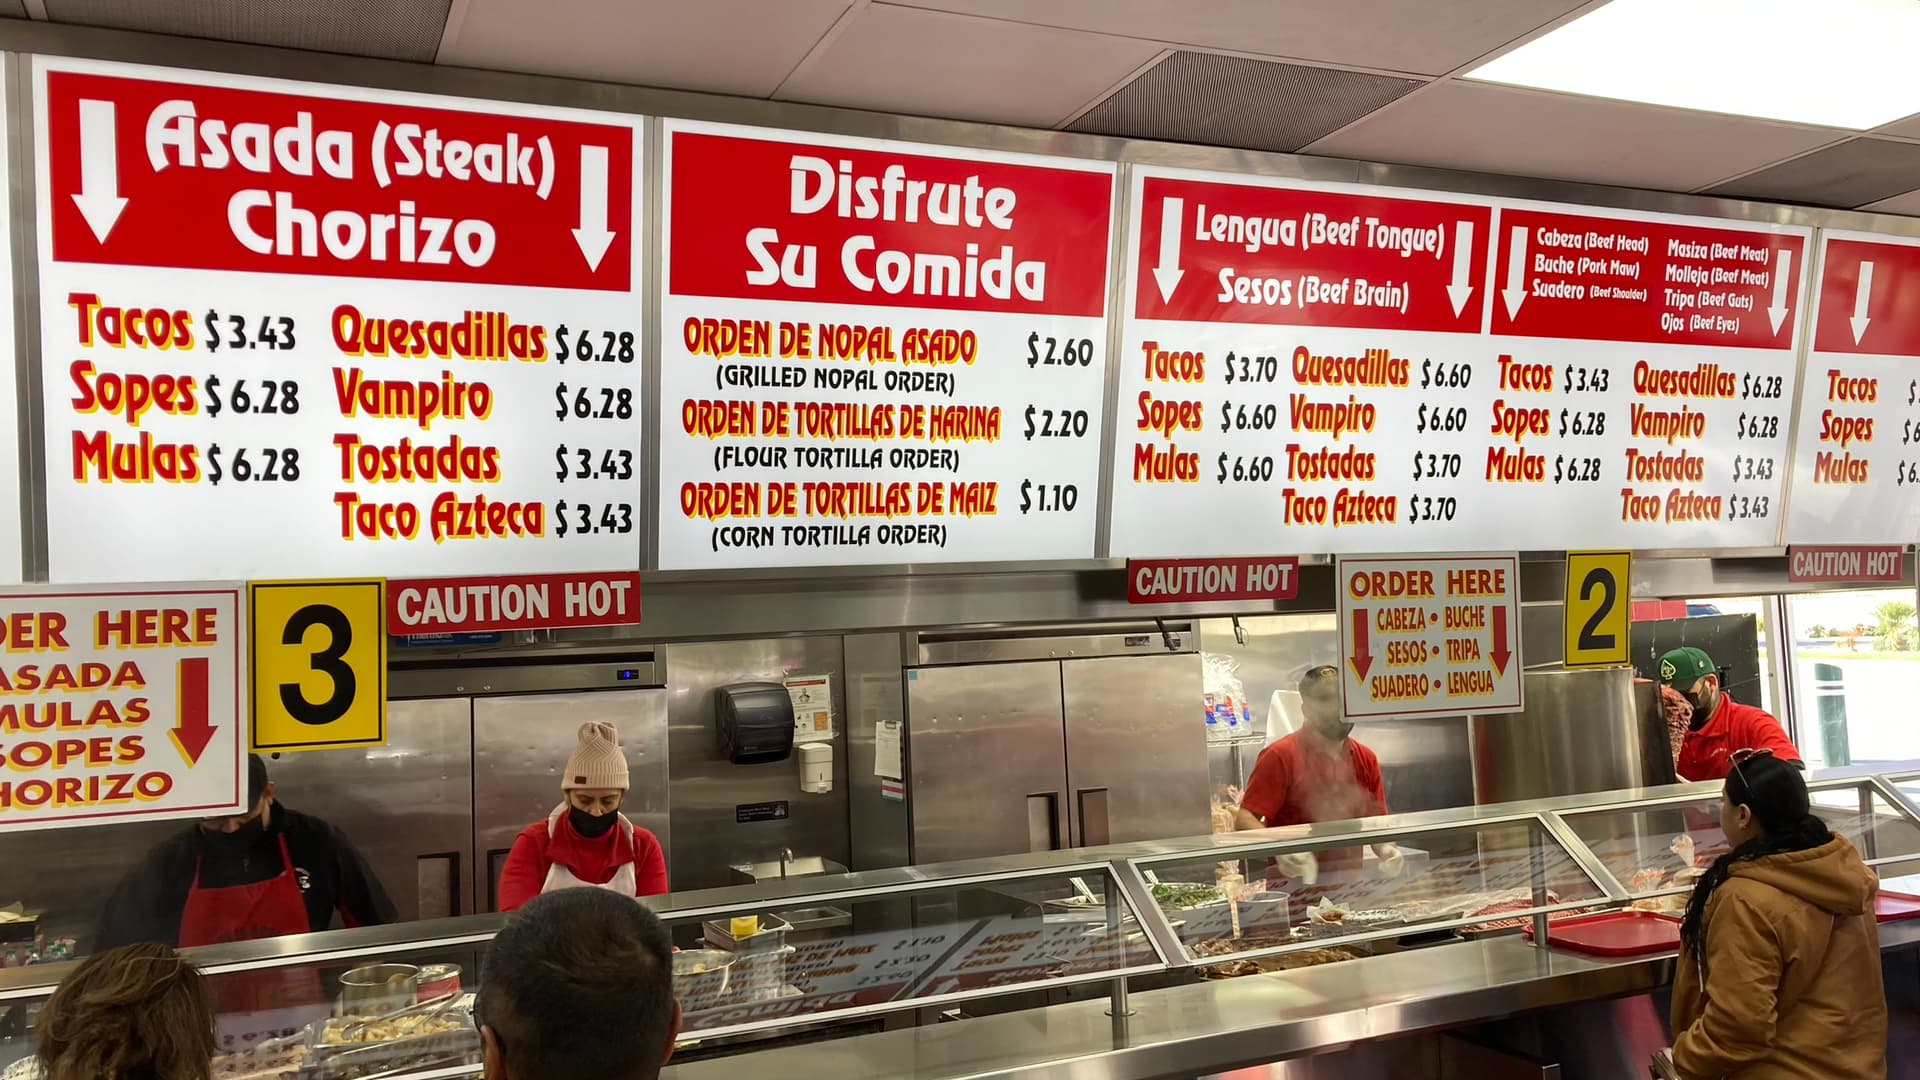 Asada (Steak)
Chorizo
Tacos $3.43
Sopes $6.28
Mulas $6.28
Quesadillas $6.28
Vampiro $6.28
Tostadas $3.43
Taco Azteca $3.43
Disfrute
Su Comida
ORDEN DE NOPAL ASADO $2.60
(GRILLED NOPAL ORDER)
ORDEN DE TORTILLAS DE HARINA $2.20
(FLOUR TORTILLA ORDER)
ORDEN DE TORTILLAS DE MAIZ $1.10
(CORN TORTILLA ORDER)
Lengua (Beef Tongue)
Sesos (Beef Brain)
Tacos $3.70
Sopes $6.60
Mulas $6.60
Quesadillas $6.60
Vampiro $6.60
Tostadas $3.70
Taco Azteca $3.70
Cabeza (Beef Head)
Buche (Pork Maw)
Suadero (Beef Shoulder)
Masiza (Beef Meat)
Molleja (Beef Meat)
Tripa (Beef Guts)
Ojos (Beef Eyes)
Tacos $3.43
Sopes $6.28
Mulas $6.28
Quesadillas $6.28
Vampiro $6.28
Tostadas $3.43
Taco Azteca $3.43
Tacos
Sopes
Mulas
HERE
ASADA
MULAS
SOPES
CHORIZO
3
CAUTION HOT
CAUTION HOT
ORDER HERE
CABEZA • BUCHE
SESOS • TRIPA
SUADERO • LENGUA
2
CAUTION HOT